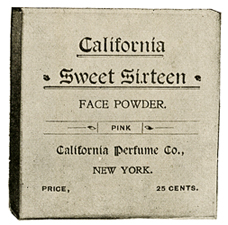 California
Sweet Sixteen
FACE POWDER.
PINK
California Perfume Co.,
NEW YORK.
PRICE, 25 CENTS.